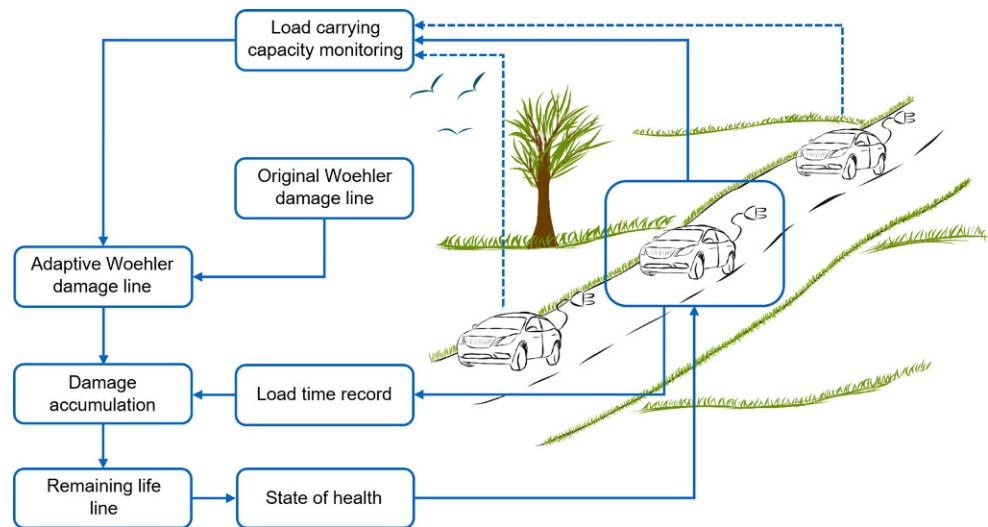 Load carrying
capacity monitoring
Original Woehler
damage line
Adaptive Woehler
damage line
Damage
accumulation
Load time record
Remaining life
line
State of health